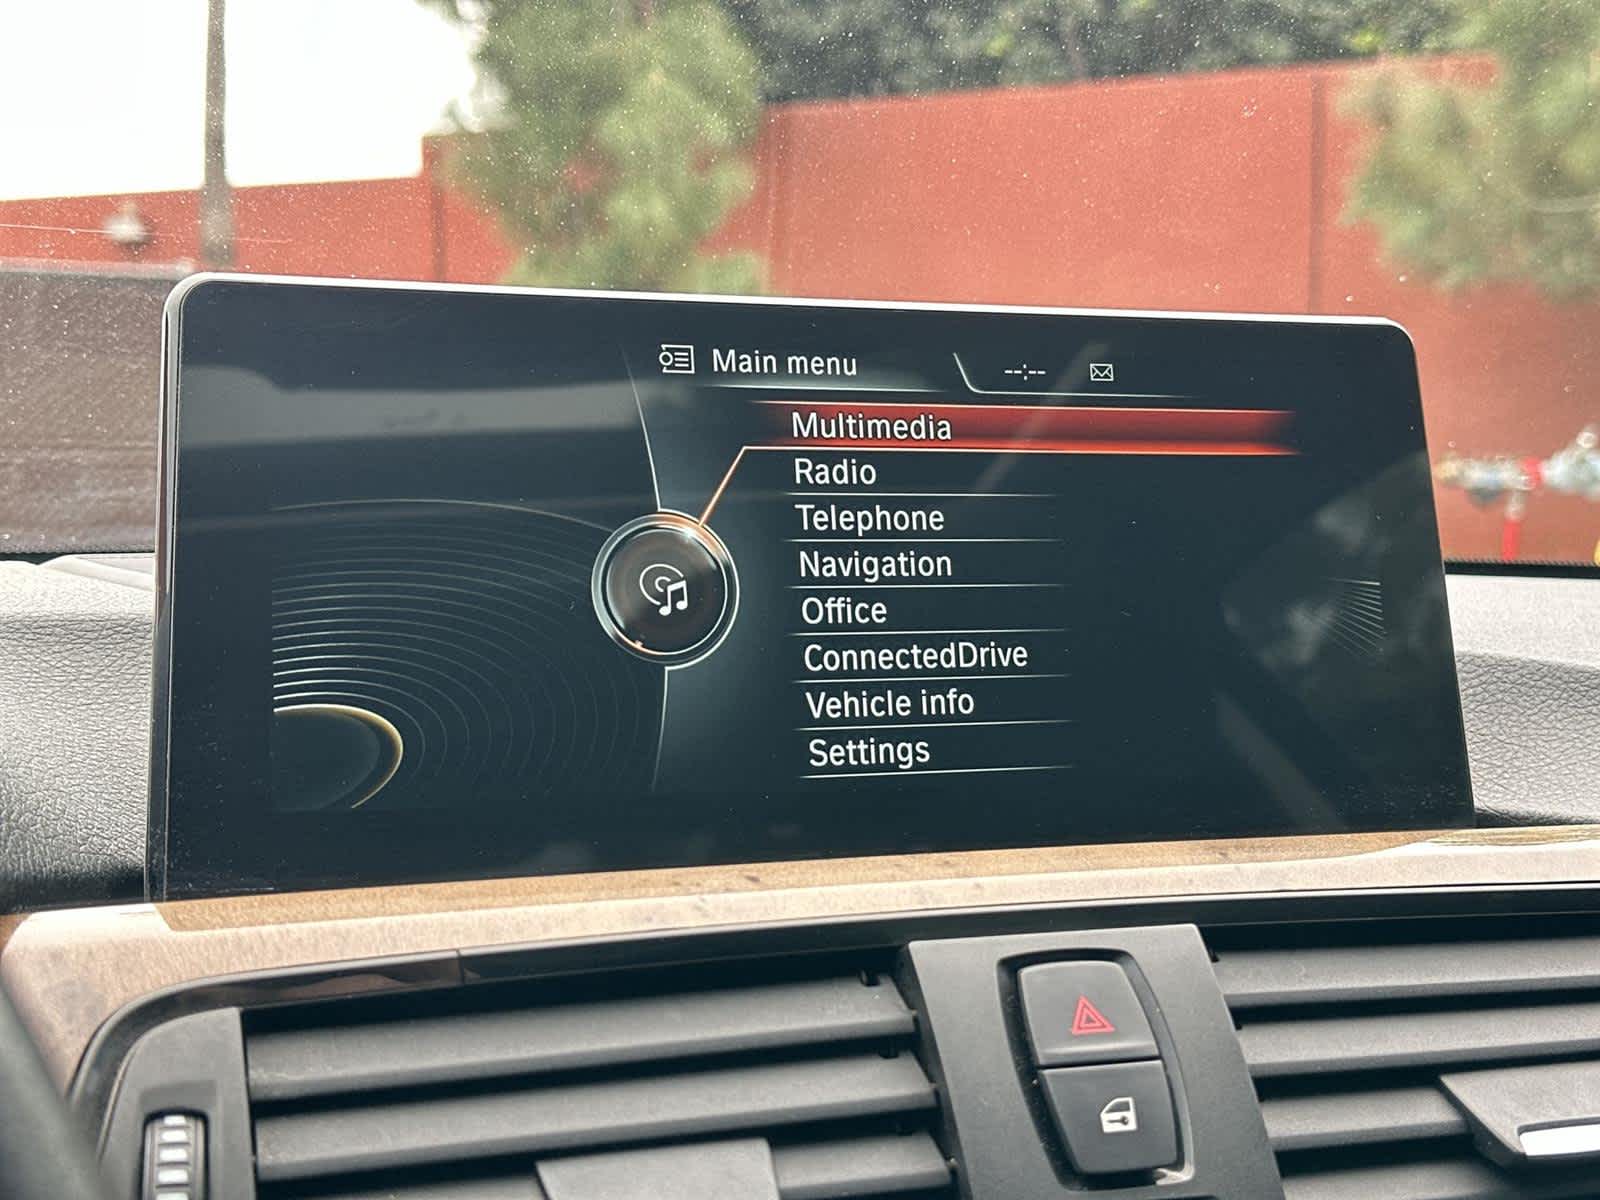 Main menu
--:--
Multimedia
Radio
Telephone
Navigation
Office
ConnectedDrive
Vehicle info
Settings